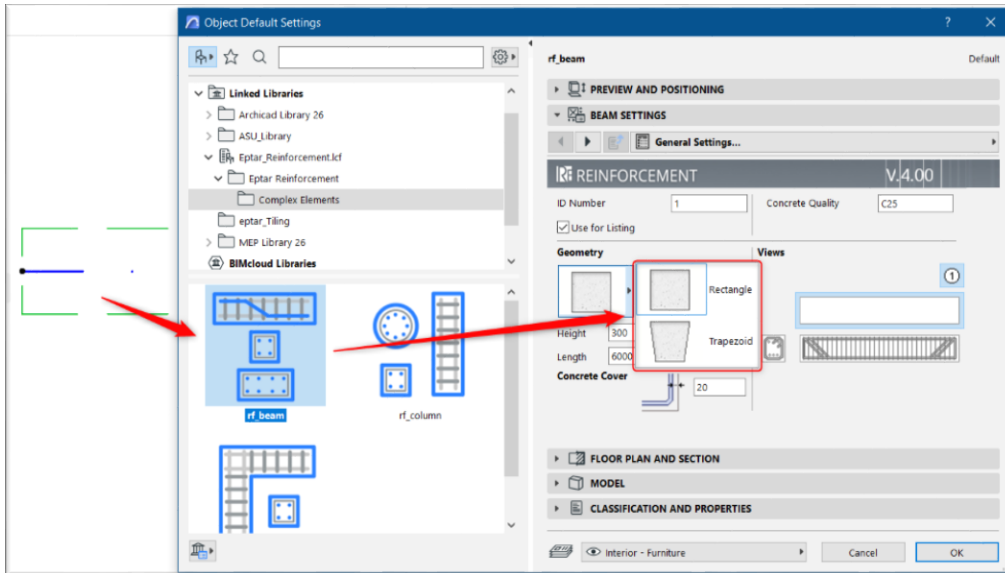 Object Default Settings
? ×
rf_beam
Default
Linked Libraries
Archicad Library 26
ASU_Library
Eptar_Reinforcement.lcf
Eptar Reinforcement
Complex Elements
eptar_Tiling
MEP Library 26
BIMcloud Libraries
rf_beam
rf_column
PREVIEW AND POSITIONING
BEAM SETTINGS
General Settings...
RF REINFORCEMENT
V.4.00
ID Number
1
Concrete Quality
C25
Use for Listing
Geometry
Views
1
Rectangle
Trapezoid
Height
300
Length
6000
Concrete Cover
20
FLOOR PLAN AND SECTION
MODEL
CLASSIFICATION AND PROPERTIES
Interior - Furniture
Cancel
OK